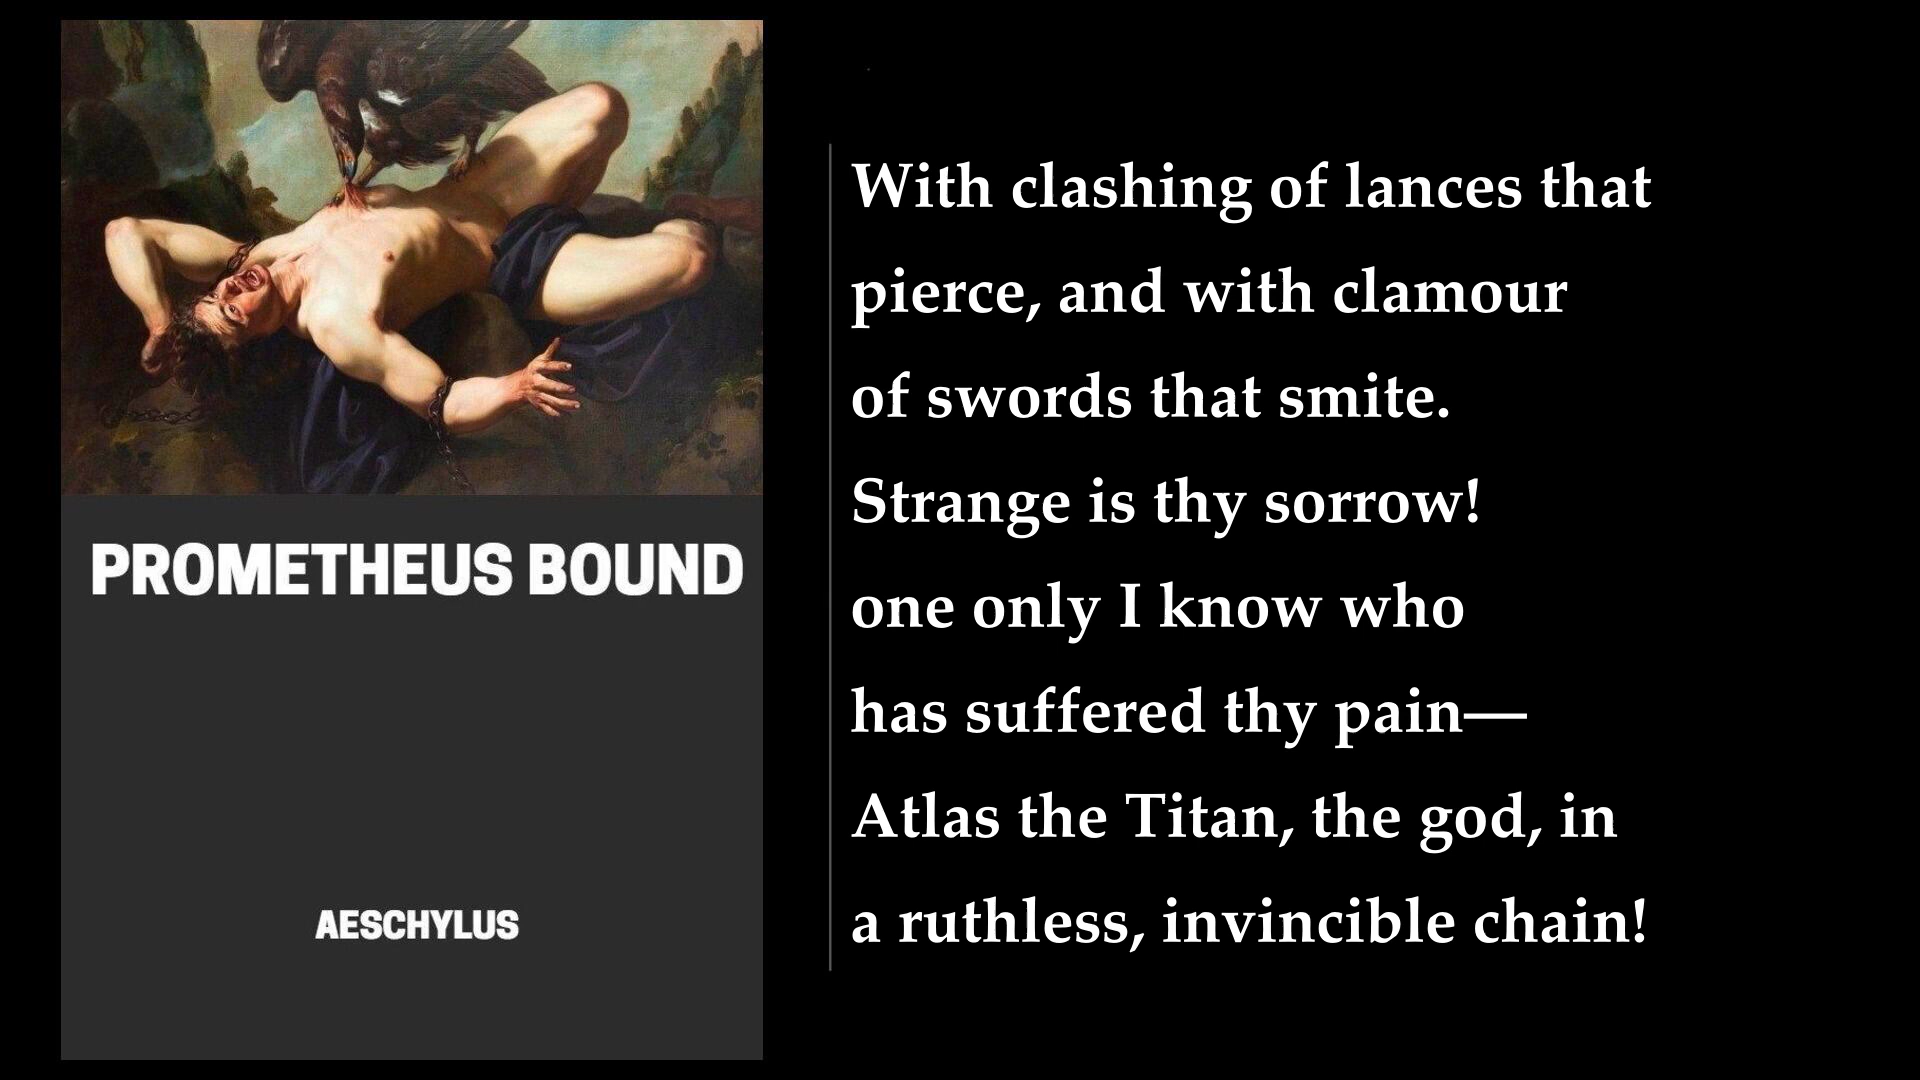 PROMETHEUS BOUND
AESCHYLUS
With clashing of lances that
pierce, and with clamour
of swords that smite.
Strange is thy sorrow!
one only I know who
has suffered thy pain—
Atlas the Titan, the god, in
a ruthless, invincible chain!